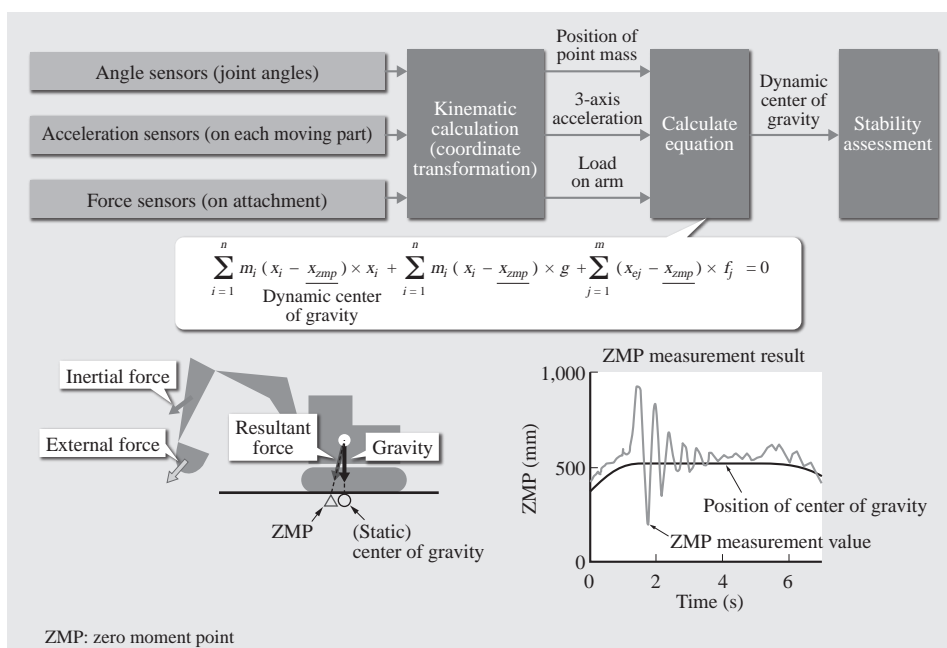 Angle sensors (joint angles)
Acceleration sensors (on each moving part)
Force sensors (on attachment)
Kinematic
calculation
(coordinate
transformation)
Position of
point mass
3-axis
acceleration
Load
on arm
Calculate
equation
Dynamic
center of
gravity
Stability
assessment
n n m
∑ m_i (x_i – x_zmp) × x_i + ∑ m_i ( x_i – x_zmp) × g + ∑ (x_ej – x_zmp) × f_j = 0
i = 1 i = 1 j = 1
Dynamic center
of gravity
Inertial force
External force
Resultant
force
Gravity
ZMP
(Static)
center of gravity
ZMP measurement result
1,000
500
0
ZMP (mm)
Position of center of gravity
ZMP measurement value
0 2 4 6
Time (s)
ZMP: zero moment point